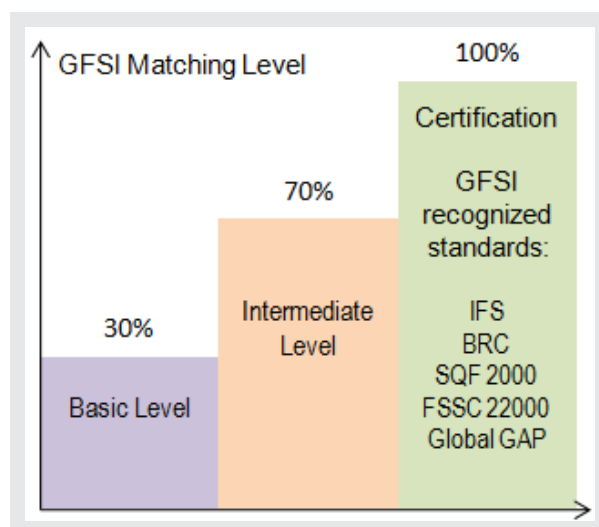 GFSI Matching Level
100%
Certification
GFSI
recognized
standards:
IFS
BRC
SQF 2000
FSSC 22000
Global GAP
70%
Intermediate
Level
30%
Basic Level